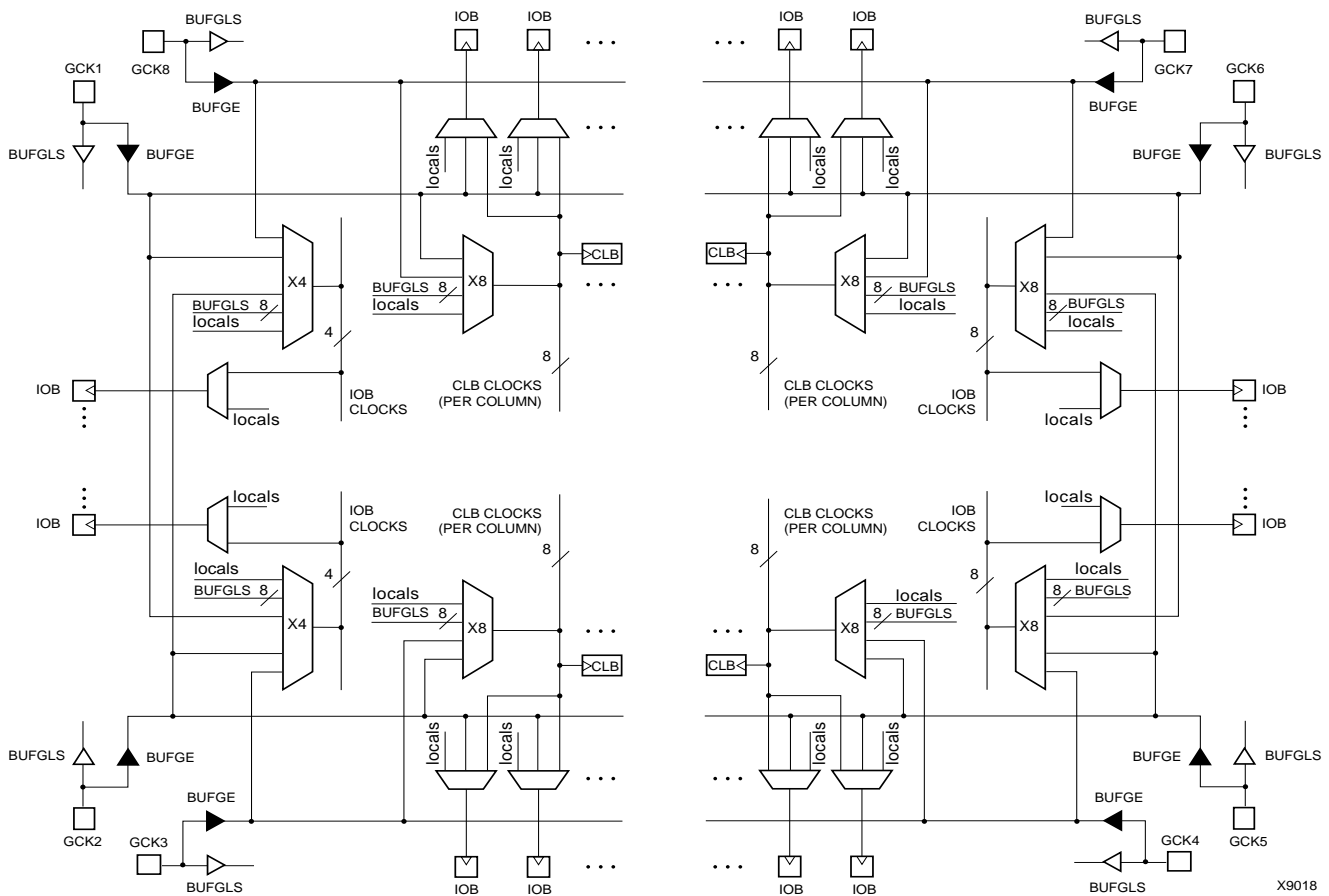 BUFGLS
IOB
IOB
IOB
IOB
BUFGLS
GCK8
GCK7
GCK1
GCK6
BUFGE
BUFGE
BUFGLS
BUFGE
BUFGE
BUFGLS
locals
locals
locals
locals
X4
X8
CLB
CLB
X8
X8
BUFGLS 8
locals
BUFGLS 8
locals
8 BUFGLS
locals
8 BUFGLS
locals
4
8
8
8
IOB
IOB
CLOCKS
CLB CLOCKS
(PER COLUMN)
CLB CLOCKS
(PER COLUMN)
IOB
CLOCKS
IOB
locals
locals
locals
locals
IOB
IOB
CLOCKS
CLB CLOCKS
(PER COLUMN)
CLB CLOCKS
(PER COLUMN)
IOB
CLOCKS
IOB
4
8
8
8
locals
BUFGLS 8
locals
BUFGLS 8
locals
8 BUFGLS
locals
8 BUFGLS
X4
X8
X8
X8
CLB
CLB
locals
locals
locals
locals
BUFGLS
BUFGE
BUFGE
BUFGLS
BUFGE
BUFGE
GCK2
GCK3
GCK4
GCK5
BUFGLS
IOB
IOB
IOB
IOB
BUFGLS
X9018